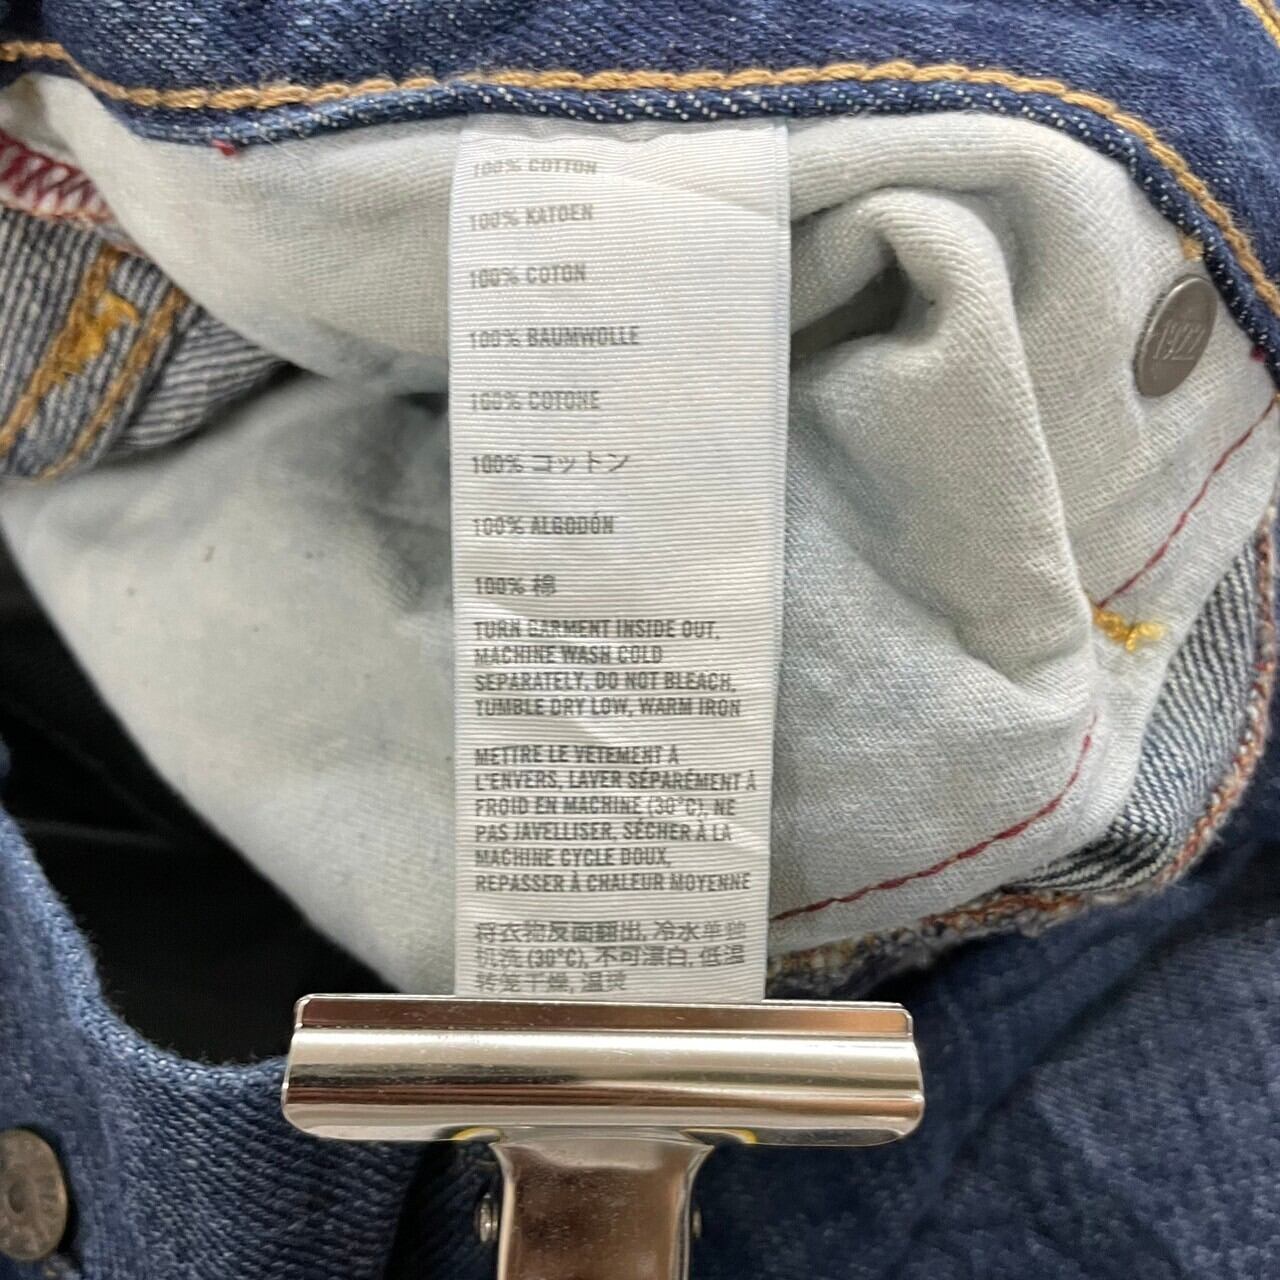 100% COTTON
100% KATOEN
100% COTON
100% BAUMWOLLE
100% COTONE
100% コットン
100% ALGODÓN
100% 棉
TURN GARMENT INSIDE OUT,
MACHINE WASH COLD
SEPARATELY, DO NOT BLEACH,
TUMBLE DRY LOW, WARM IRON
METTRE LE VETEMENT À
L'ENVERS, LAVER SÉPARÉMENT À
FROID EN MACHINE (30°C), NE
PAS JAVELLISER, SÉCHER À LA
MACHINE CYCLE DOUX,
REPASSER À CHALEUR MOYENNE
将衣物反面翻出, 冷水单独
机洗 (30°C), 不可漂白, 低温
转笼干燥, 温烫
1922